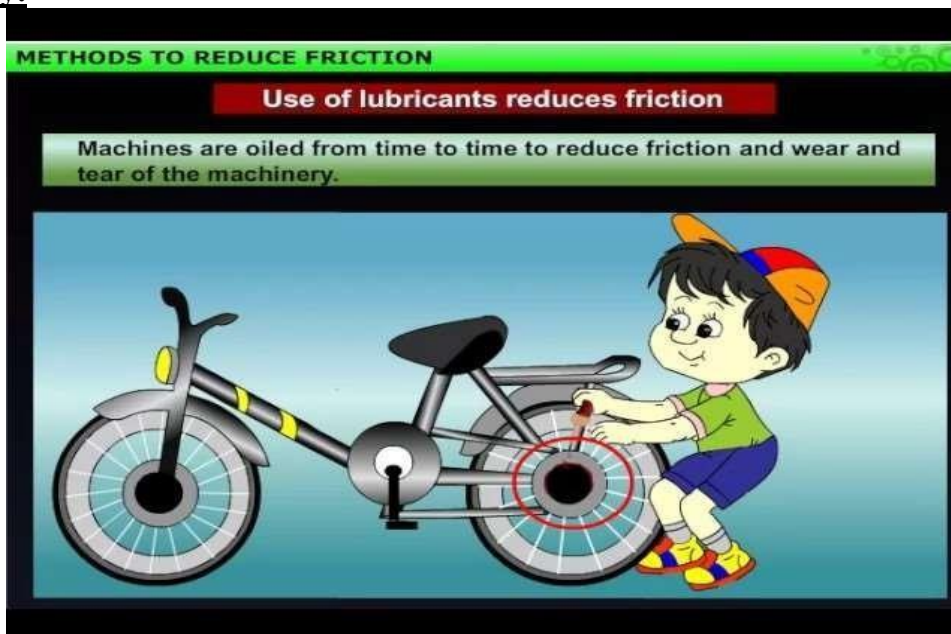 METHODS TO REDUCE FRICTION
Use of lubricants reduces friction
Machines are oiled from time to time to reduce friction and wear and
tear of the machinery.